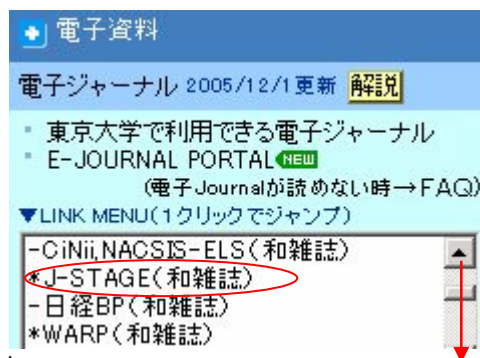 電子資料
電子ジャーナル 2005/12/1更新 解説
東京大学で利用できる電子ジャーナル
E-JOURNAL PORTAL NEW
(電子Journalが読めない時→FAQ)
▼LINK MENU(1クリックでジャンプ)
-CiNii,NACSIS-ELS(和雑誌)
*J-STAGE(和雑誌)
-日経BP(和雑誌)
*WARP(和雑誌)